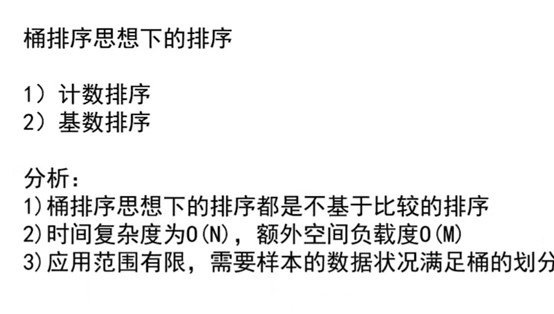 桶排序思想下的排序
1) 计数排序
2) 基数排序
分析:
1)桶排序思想下的排序都是不基于比较的排序
2)时间复杂度为O(N)，额外空间负载度O(M)
3)应用范围有限，需要样本的数据状况满足桶的划分